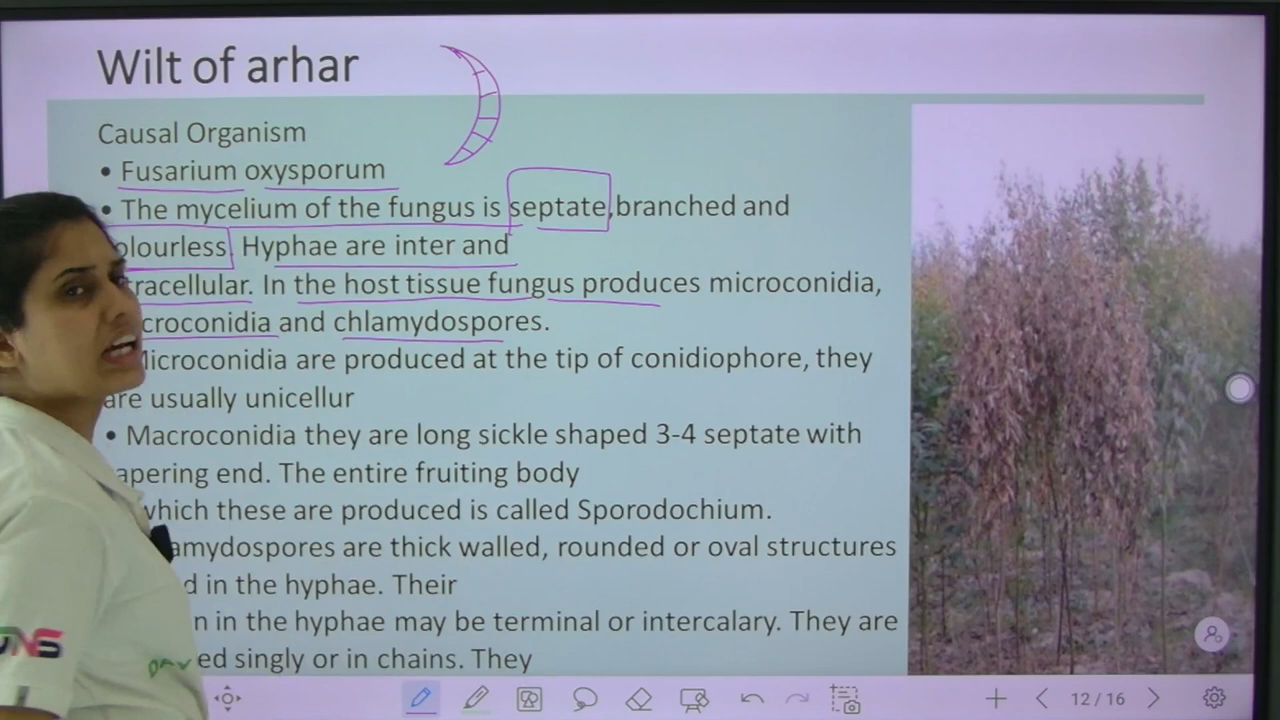 Wilt of arhar
Causal Organism
• Fusarium oxysporum
• The mycelium of the fungus is septate,branched and
olourless. Hyphae are inter and
racellular. In the host tissue fungus produces microconidia,
croconidia and chlamydospores.
Microconidia are produced at the tip of conidiophore, they
are usually unicellur
• Macroconidia they are long sickle shaped 3-4 septate with
apering end. The entire fruiting body
which these are produced is called Sporodochium.
amydospores are thick walled, rounded or oval structures
d in the hyphae. Their
n in the hyphae may be terminal or intercalary. They are
ed singly or in chains. They
12 / 16